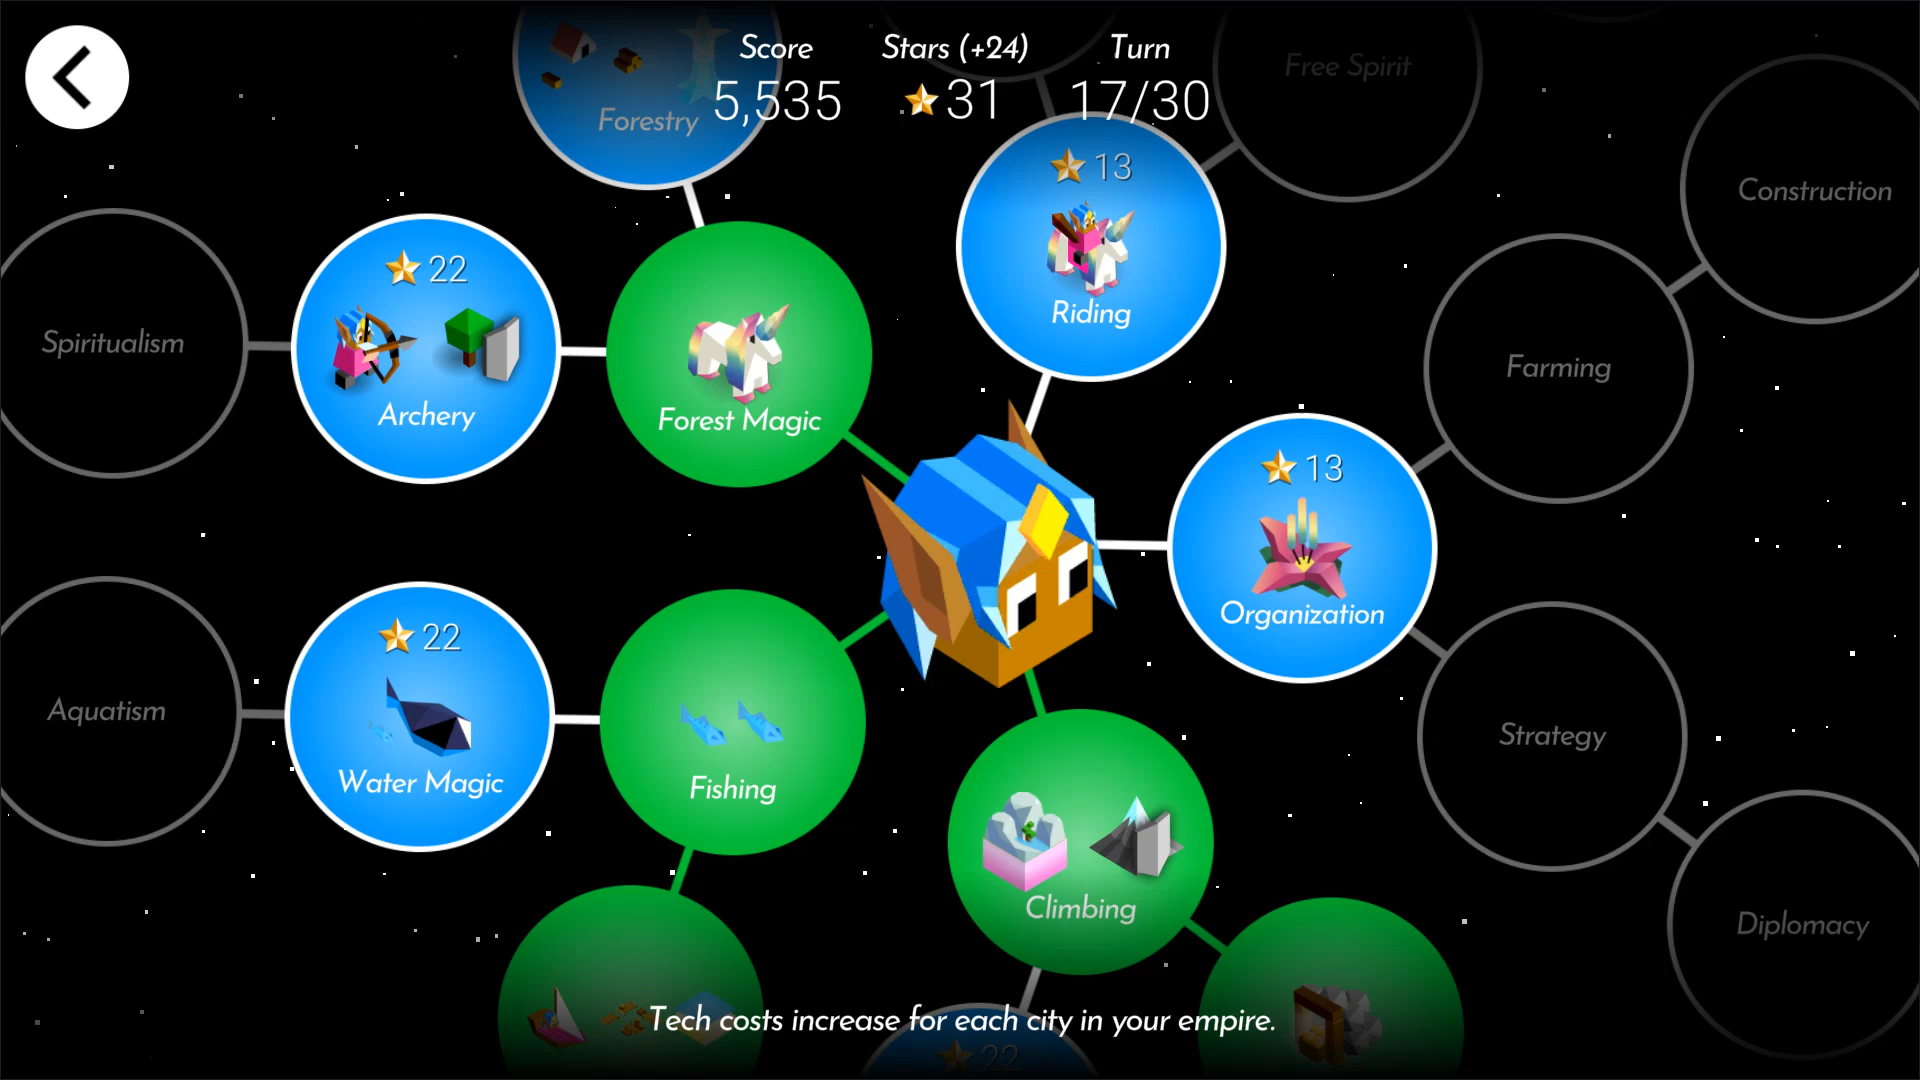 Score
5,535
Stars (+24)
31
Turn
17/30
Forestry
Free Spirit
13
Riding
Construction
22
Archery
Spiritualism
Forest Magic
Farming
13
Organization
22
Water Magic
Aquatism
Fishing
Strategy
Climbing
Diplomacy
Tech costs increase for each city in your empire.
22